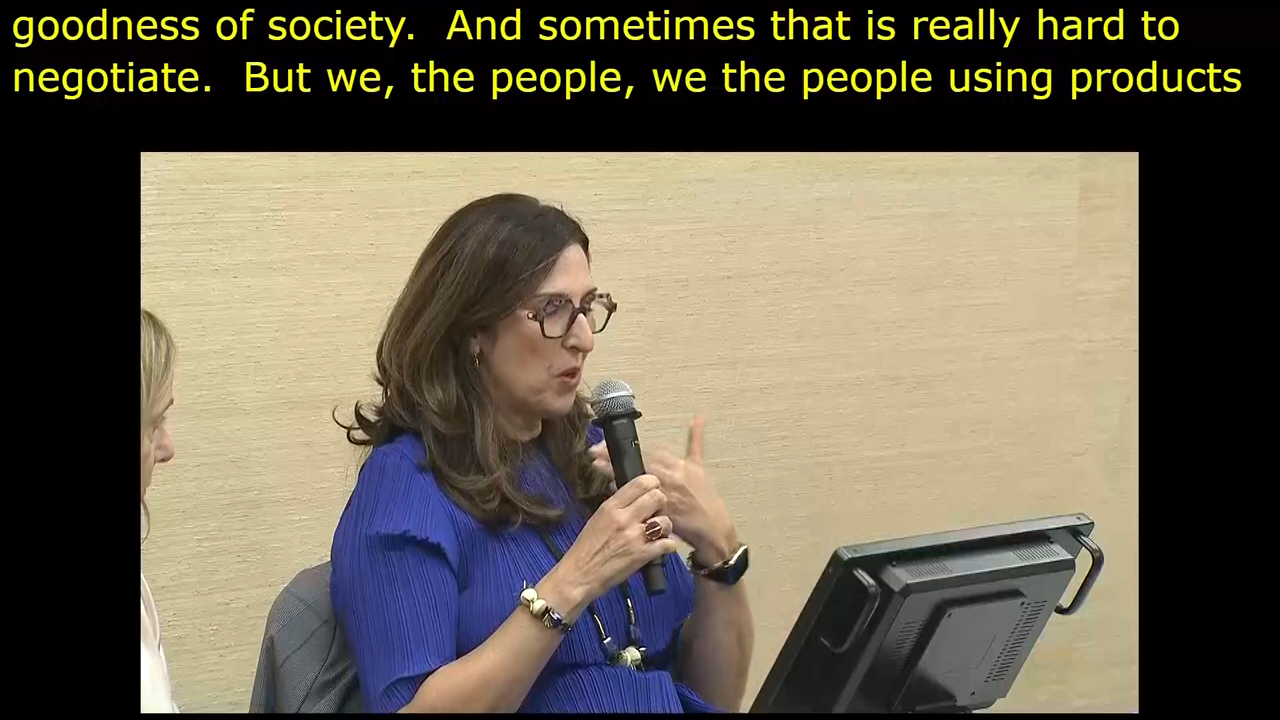 goodness of society.  And sometimes that is really hard to
negotiate.  But we, the people, we the people using products